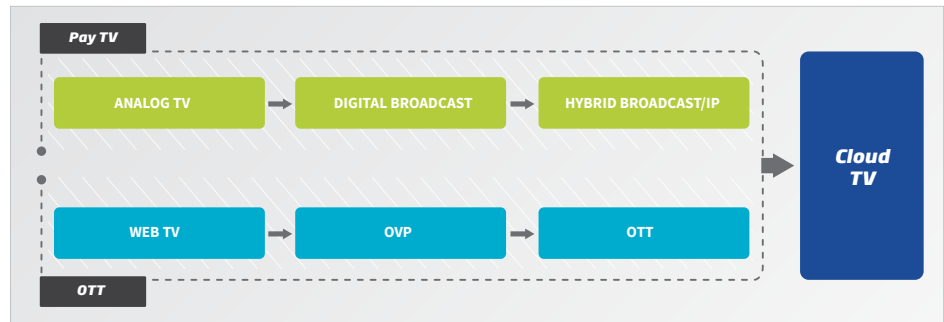 Pay TV
ANALOG TV
DIGITAL BROADCAST
HYBRID BROADCAST/IP
Cloud
TV
WEB TV
OVP
OTT
OTT